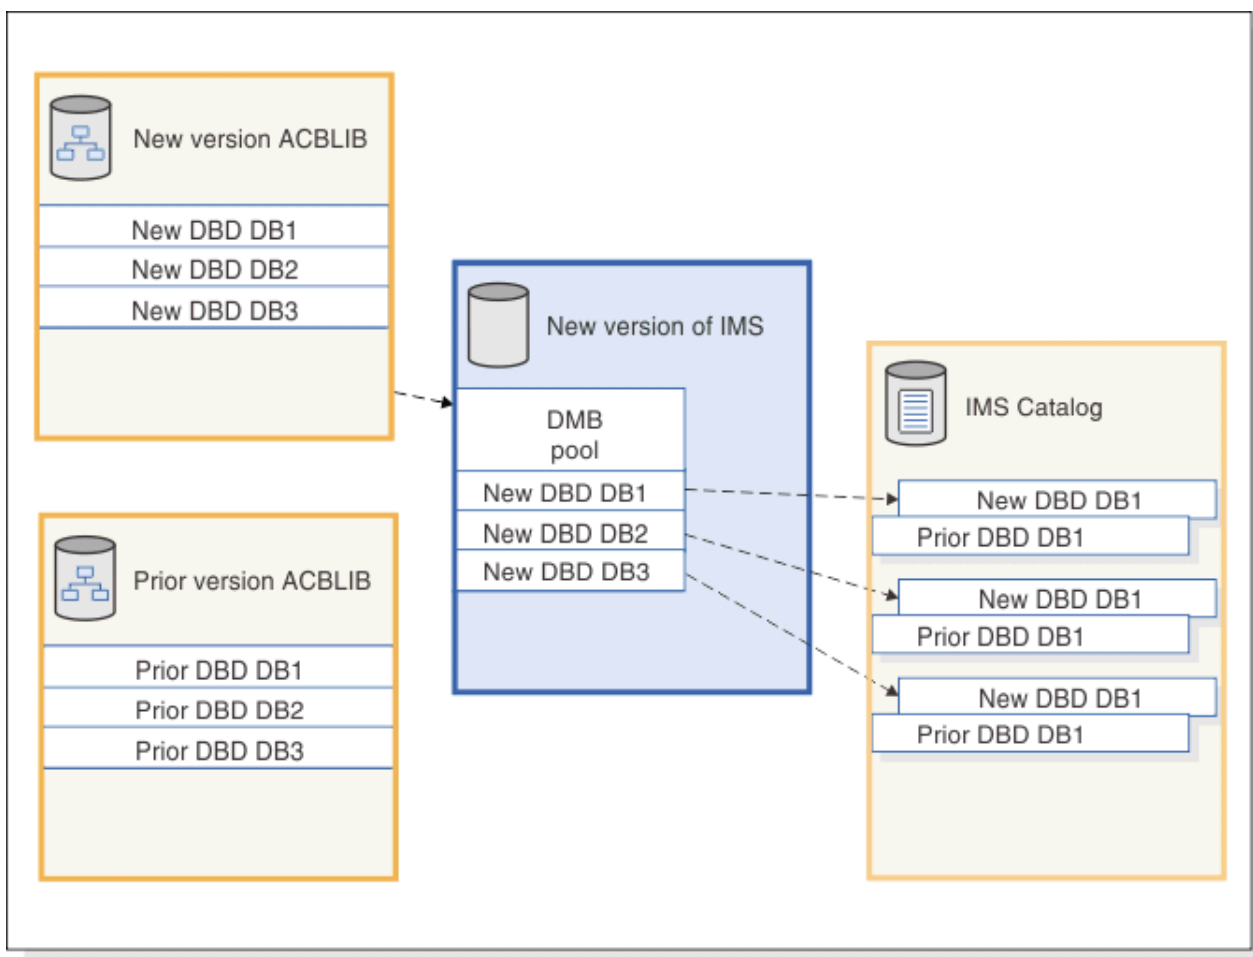 New version ACBLIB
New DBD DB1
New DBD DB2
New DBD DB3
Prior version ACBLIB
Prior DBD DB1
Prior DBD DB2
Prior DBD DB3
New version of IMS
DMB
pool
New DBD DB1
New DBD DB2
New DBD DB3
IMS Catalog
New DBD DB1
Prior DBD DB1
New DBD DB1
Prior DBD DB1
New DBD DB1
Prior DBD DB1